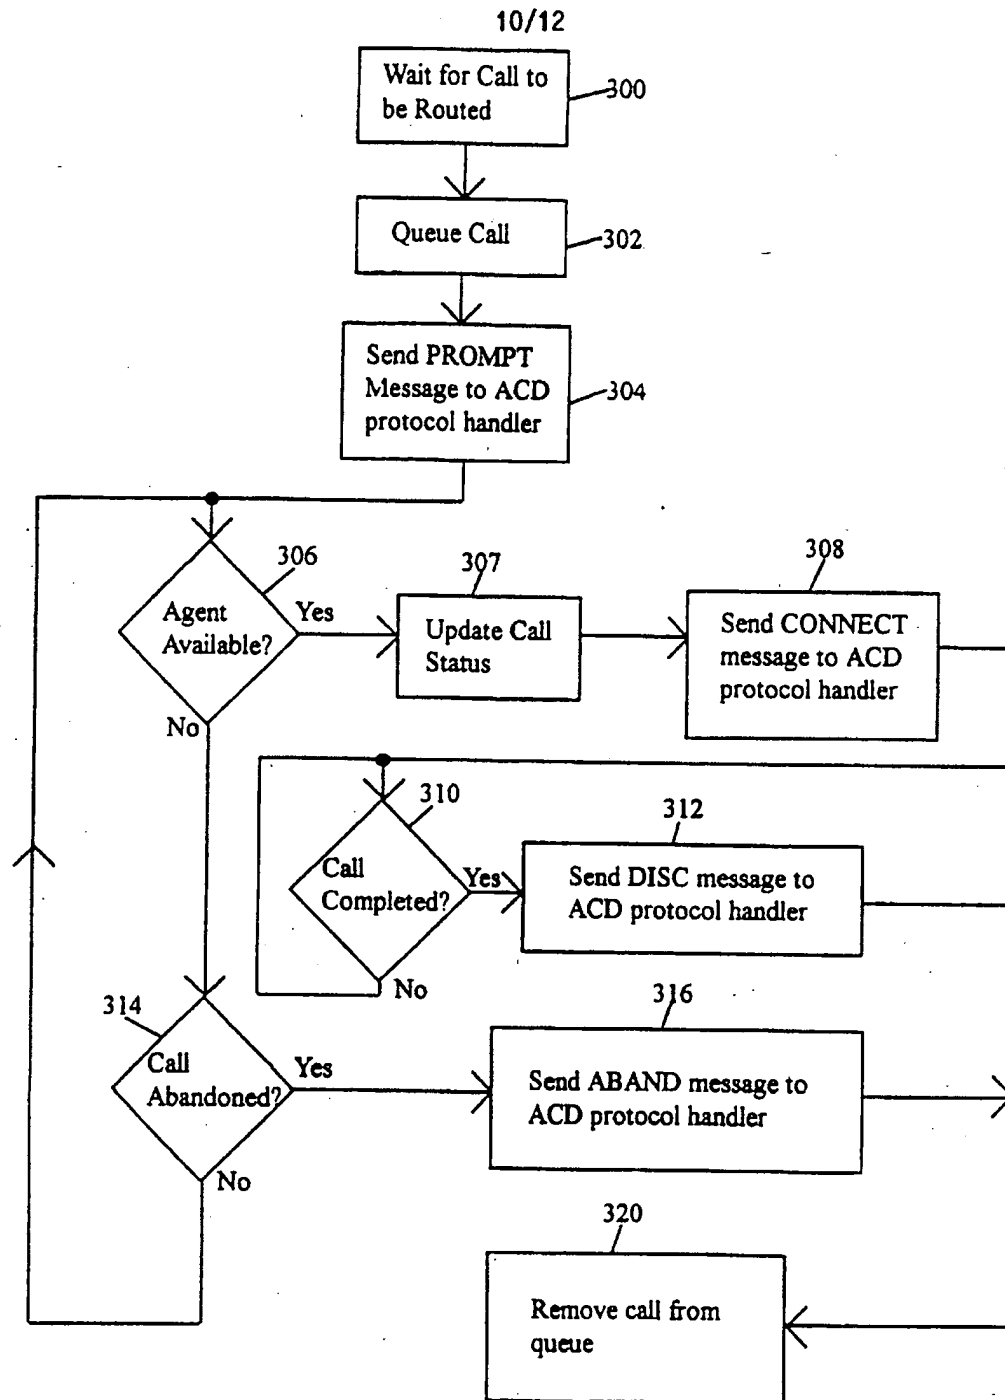 10/12
Wait for Call to
be Routed
300
Queue Call
302
Send PROMPT
Message to ACD
protocol handler
304
306
Agent
Available?
Yes
No
307
Update Call
Status
308
Send CONNECT
message to ACD
protocol handler
310
Call
Completed?
Yes
No
312
Send DISC message to
ACD protocol handler
314
Call
Abandoned?
Yes
No
316
Send ABAND message to
ACD protocol handler
320
Remove call from
queue